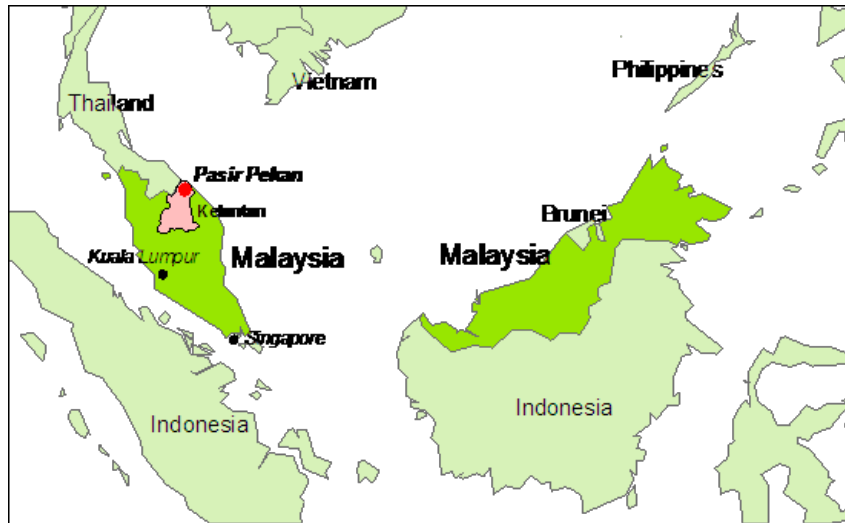 Philippines
Vietnam
Thailand
Pasir Pekan
Kelantan
Brunei
Kuala Lumpur
Malaysia
Malaysia
Singapore
Indonesia
Indonesia